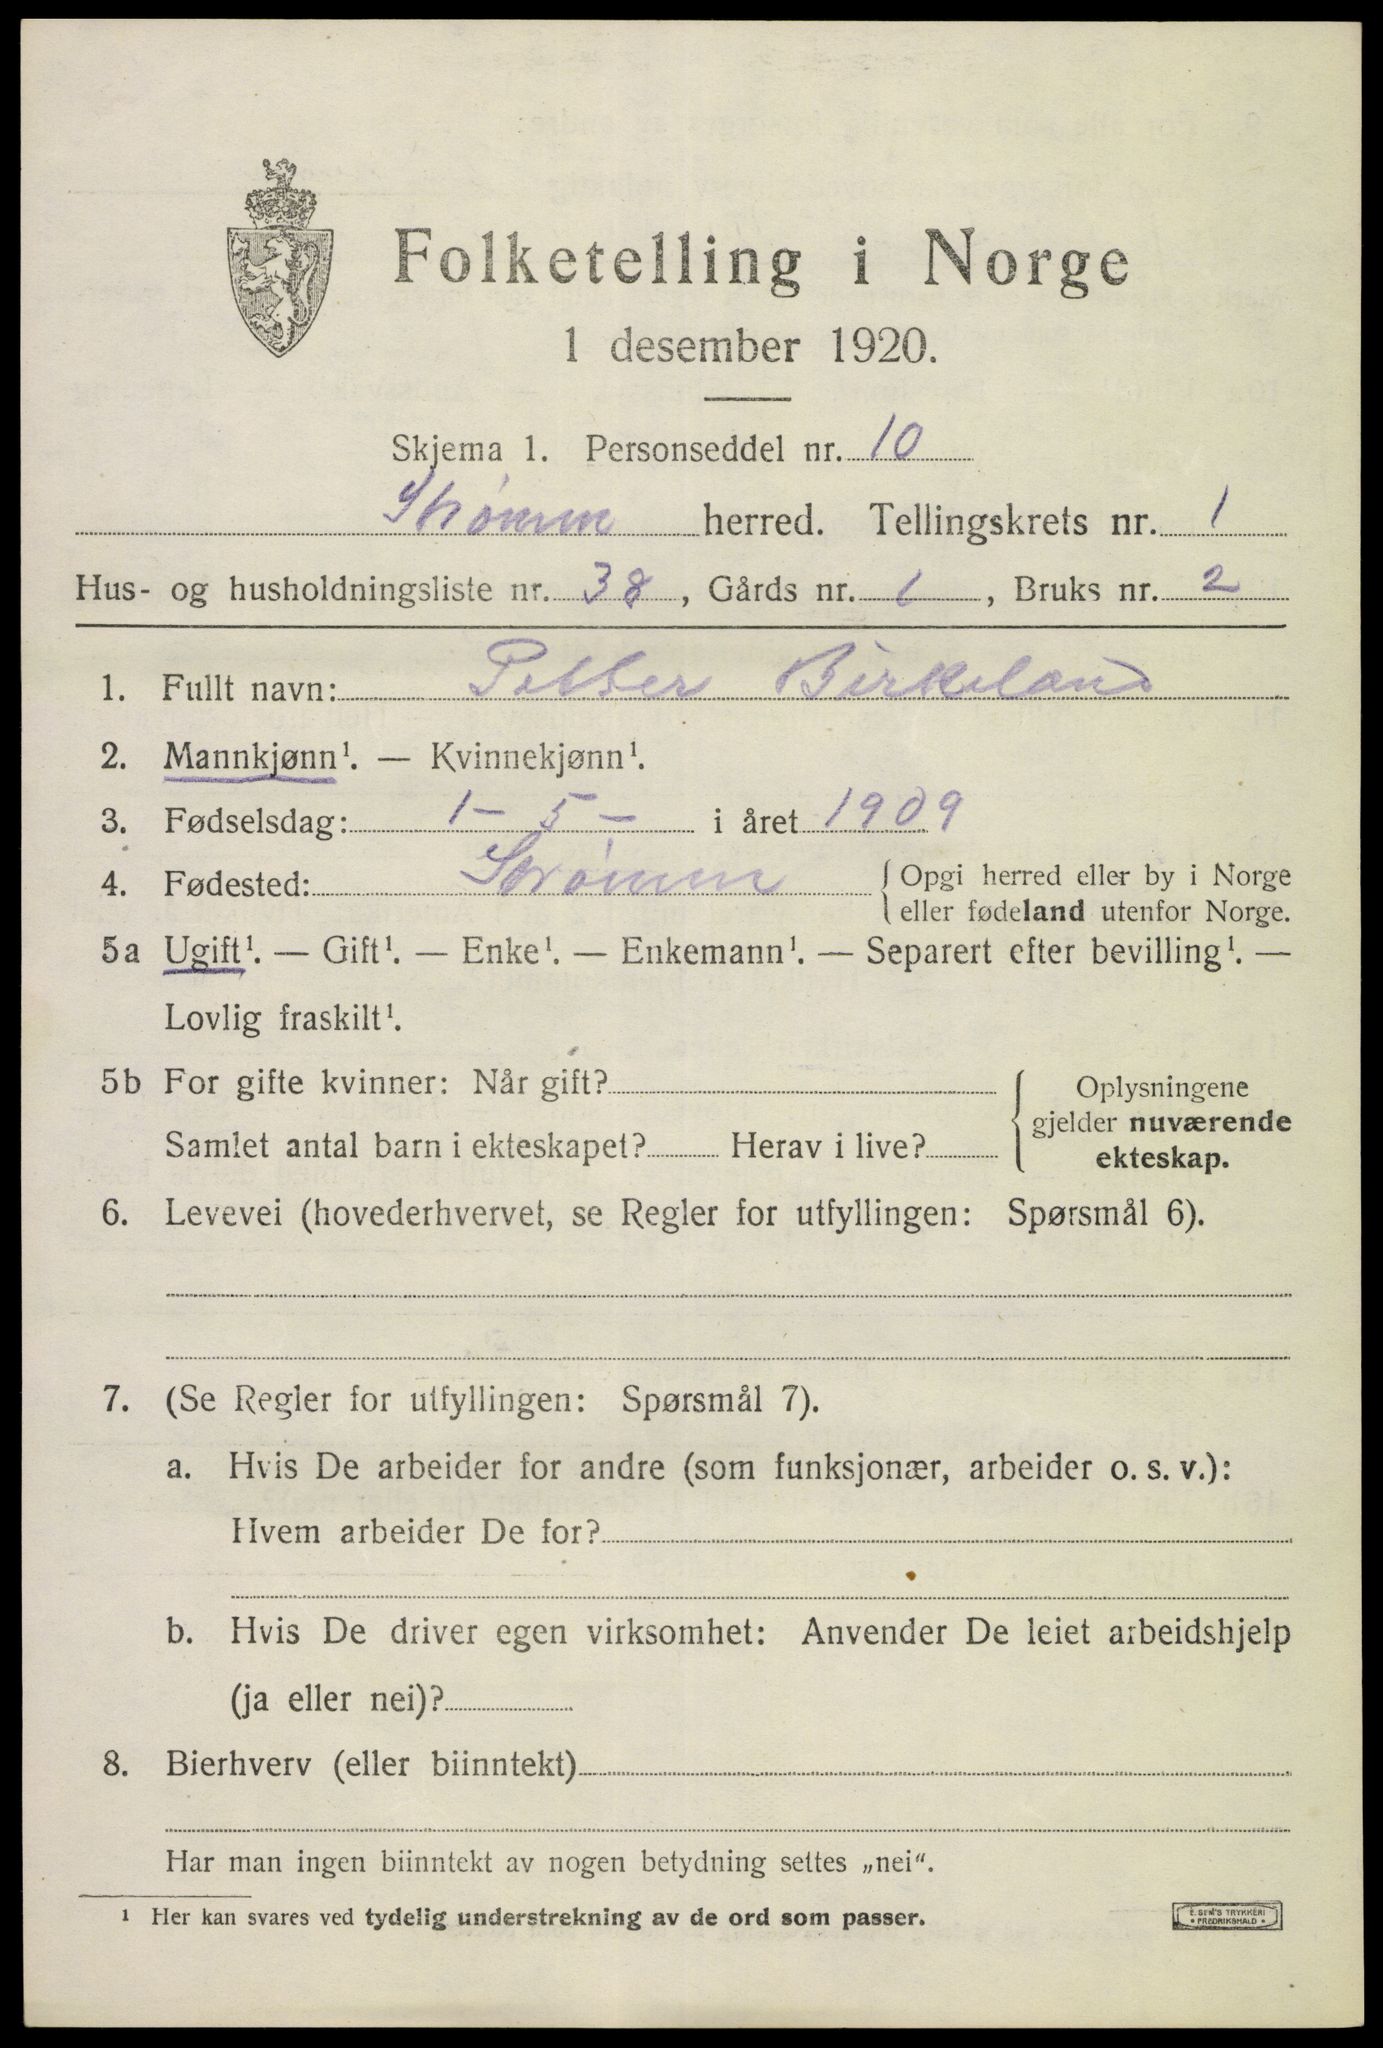 Folketelling i Norge
1 desember 1920.
Skjema 1. Personseddel nr. 10
Strømm herred. Tellingskrets nr. 1
Hus- og husholdningsliste nr. 38, Gårds nr. 1, Bruks nr. 2
1. Fullt navn: Petter Birkeland
2. Mannkjønn¹. — Kvinnekjønn¹.
3. Fødselsdag: 1 - 5 - i året 1909
4. Fødested: Strømm { Opgi herred eller by i Norge
eller fødeland utenfor Norge.
5a Ugift¹. — Gift¹. — Enke¹. — Enkemann¹. — Separert efter bevilling¹. —
Lovlig fraskilt¹.
5b For gifte kvinner: Når gift? { Oplysningene
gjelder nuværende
Samlet antal barn i ekteskapet? Herav i live?
ekteskap.
6. Levevei (hovederhvervet, se Regler for utfyllingen: Spørsmål 6).
7. (Se Regler for utfyllingen: Spørsmål 7).
a. Hvis De arbeider for andre (som funksjonær, arbeider o. s. v.):
Hvem arbeider De for?
b. Hvis De driver egen virksomhet: Anvender De leiet arbeidshjelp
(ja eller nei)?
8. Bierhverv (eller biinntekt)
Har man ingen biinntekt av nogen betydning settes „nei“.
¹ Her kan svares ved tydelig understrekning av de ord som passer.
E. SEM'S TRYKKERI
• FREDRIKSHALD •